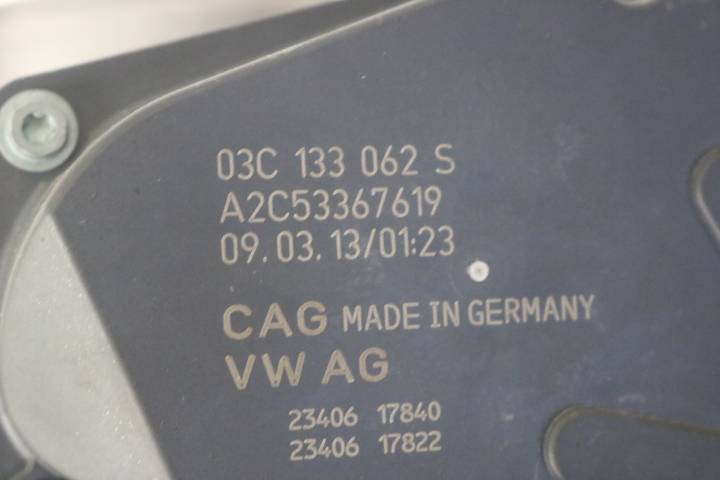 03C 133 062 S
A2C53367619
09.03.13/01:23
CAG MADE IN GERMANY
VW AG
23406 17840
23406 17822